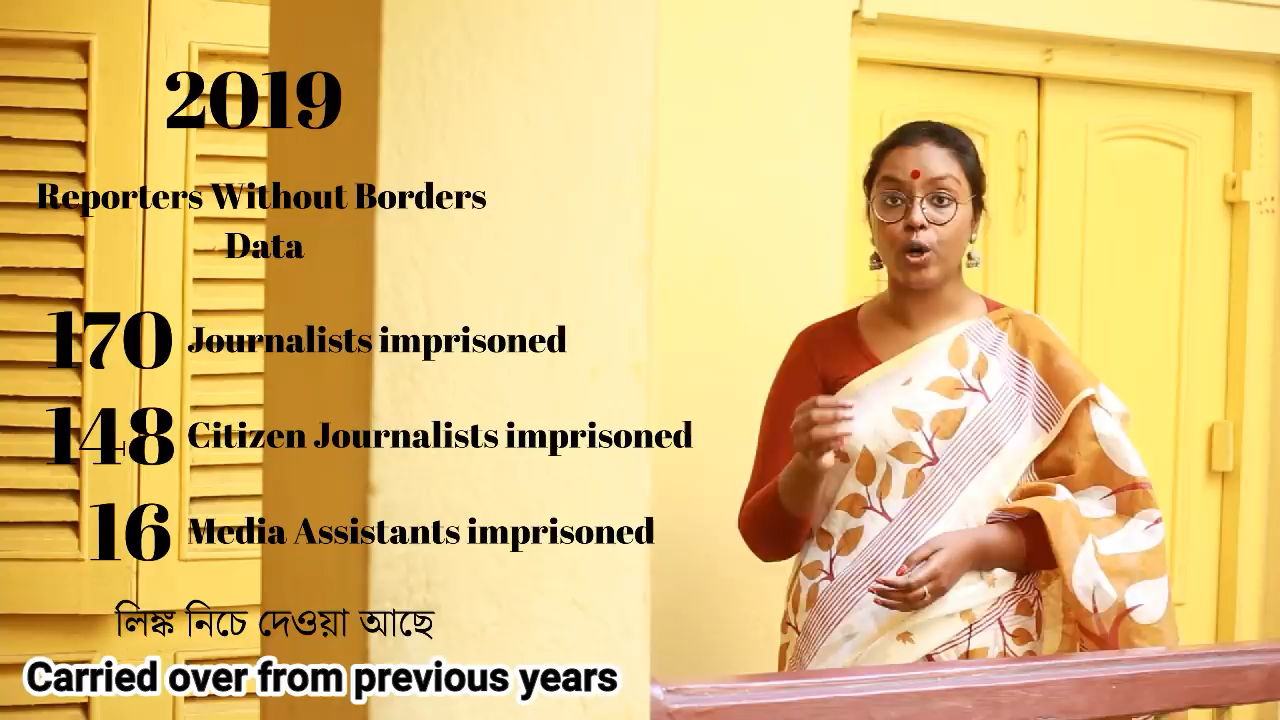 2019
Reporters Without Borders
Data
170 Journalists imprisoned
148 Citizen Journalists imprisoned
16 Media Assistants imprisoned
লিঙ্ক নিচে দেওয়া আছে
Carried over from previous years